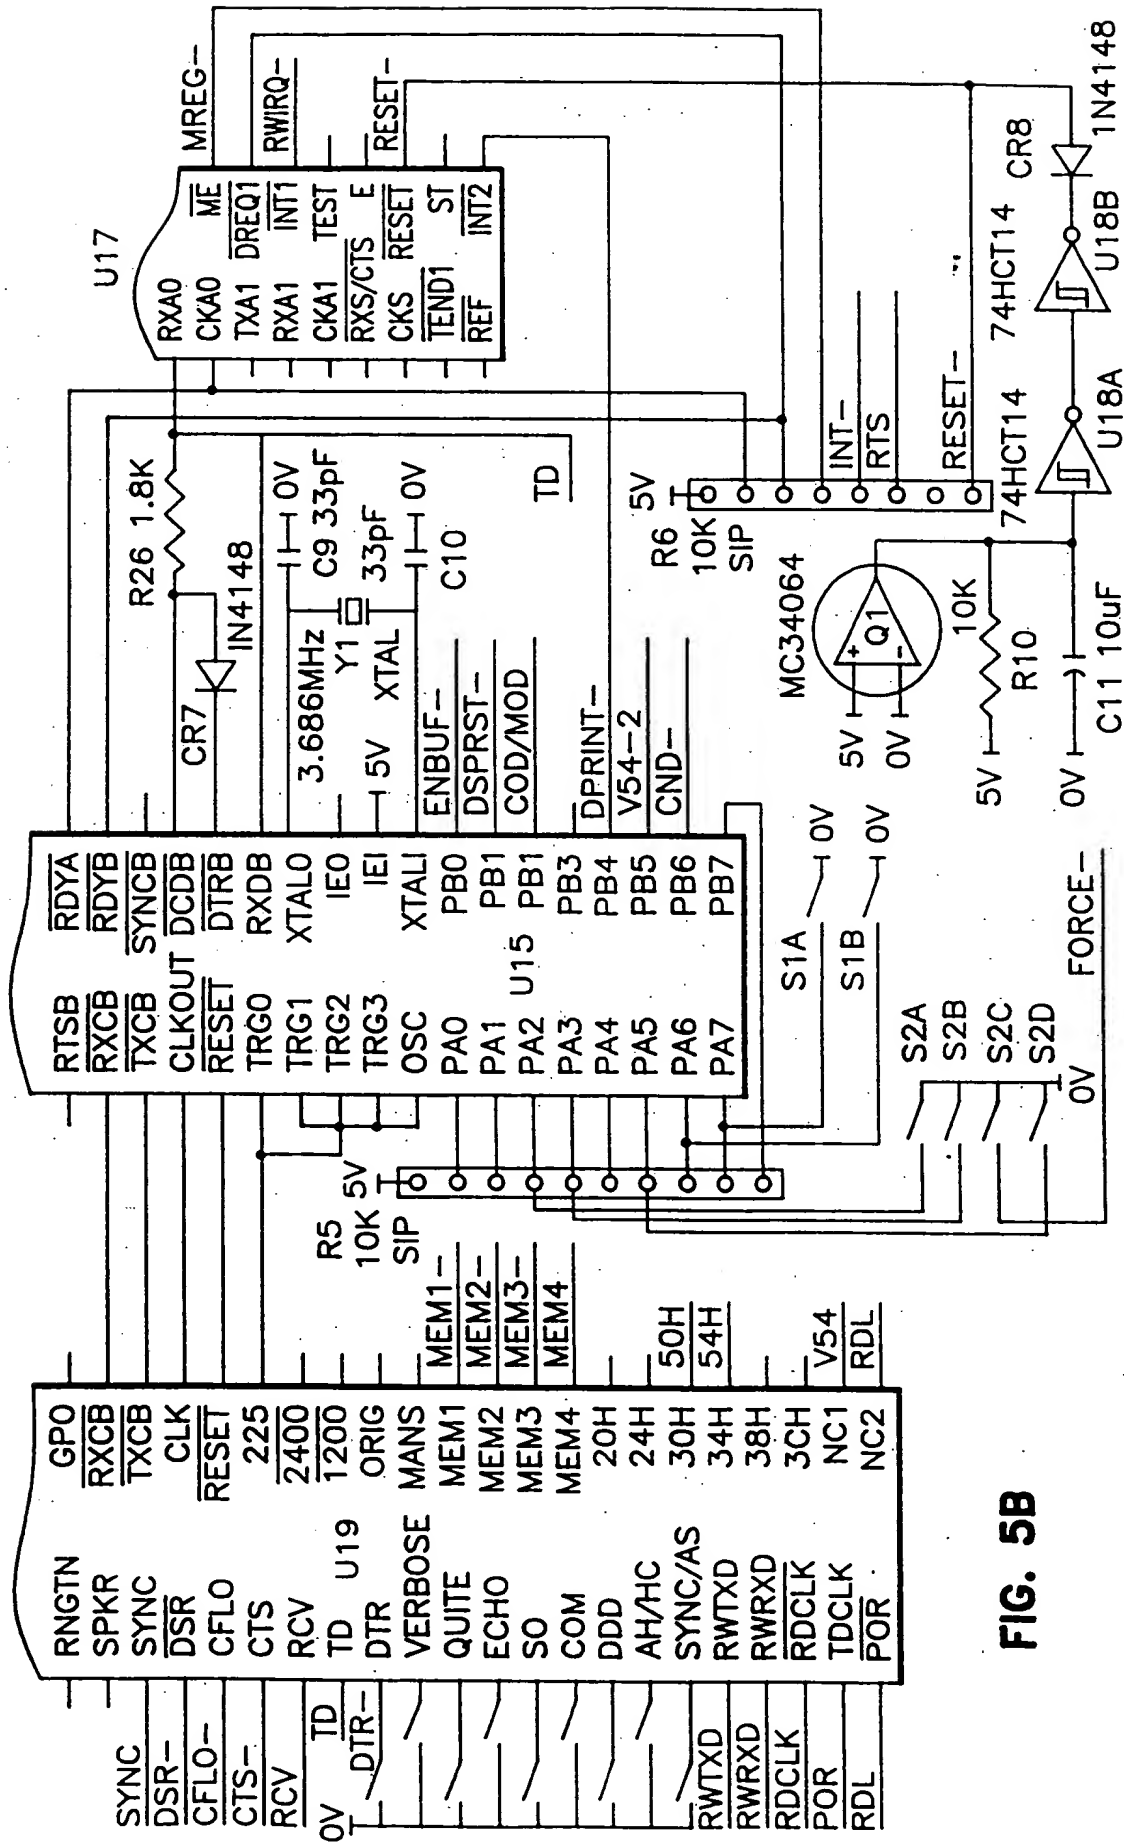 RNGTN
SPKR
SYNC
DSR
CFLO
CTS
RCV
TD
DTR
VERBOSE
QUITE
ECHO
SO
COM
DDD
AH/HC
SYNC/AS
RWTXD
RWRXD
RDCLK
TDCLK
POR
U19
GPO
RXCB
TXCB
CLK
RESET
225
2400
1200
ORIG
MANS
MEM1
MEM2
MEM3
MEM4
20H
24H
30H
34H
38H
3CH
NC1
NC2
SYNC
DSR-
CFLO-
CTS-
RCV
TD
DTR-
0V
RWTXD
RWRXD
RDCLK
POR
RDL
MEM1-
MEM2-
MEM3-
MEM4
50H
54H
V54
RDL
R5
10K
SIP
5V
RTSB
RXCB
TXCB
CLKOUT
RESET
TRG0
TRG1
TRG2
TRG3
OSC
PA0
PA1
PA2
PA3
PA4
PA5
PA6
PA7
U15
RDYA
RDYB
SYNCB
DCDB
DTRB
RXDB
XTALO
IEO
IEI
XTALI
PB0
PB1
PB1
PB3
PB4
PB5
PB6
PB7
S2A
S2B
S2C
S2D
0V
FORCE-
S1A
0V
S1B
0V
CR7
1N4148
R26 1.8K
3.686MHz
Y1
XTAL
0V
C9 33pF
33pF
0V
C10
5V
ENBUF-
DSPRST-
COD/MOD
DPRINT-
V54-2
CND-
TD
U17
RXA0
CKA0
TXA1
RXA1
CKA1
RXS/CTS
CKS
TEND1
REF
ME
DREQ1
INT1
TEST
E
RESET
ST
INT2
MREG-
RWIRQ-
RESET-
R6
10K
SIP
5V
INT-
RTS
RESET-
MC34064
Q1
+
-
5V
0V
10K
R10
5V
0V
C11 10uF
74HCT14
U18A
74HCT14
U18B
CR8
1N4148
FIG. 5B